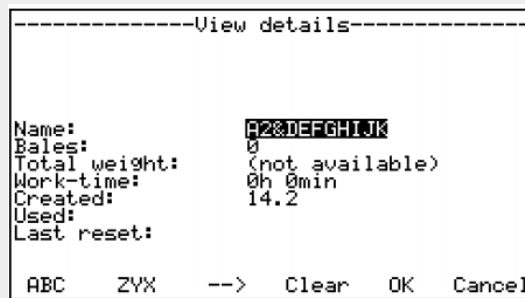 --------------View details--------------
Name: A2&DEFGHIJK
Bales: 0
Total weight: (not available)
Work-time: 0h 0min
Created: 14.2
Used:
Last reset:
ABC ZYX --> Clear OK Cancel